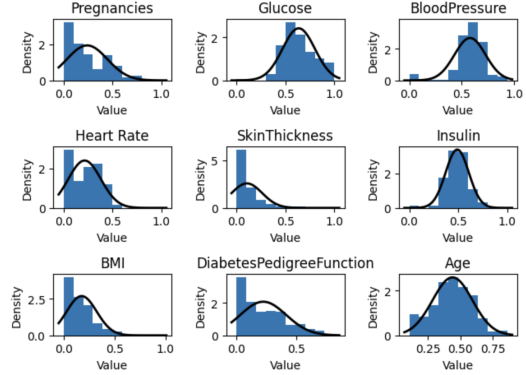 Pregnancies Glucose BloodPressure
Density 2 0 Density 2 0 Density 2 0
0.0 0.5 1.0 0.0 0.5 1.0 0.0 0.5 1.0
Value Value Value
Heart Rate SkinThickness Insulin
Density 2 0 Density 5 0 Density 2 0
0.0 0.5 1.0 0.0 0.5 1.0 0.0 0.5 1.0
Value Value Value
BMI DiabetesPedigreeFunction Age
Density 2.5 0.0 Density 2 0 Density 2 0
0.0 0.5 1.0 0.0 0.5 0.25 0.50 0.75
Value Value Value